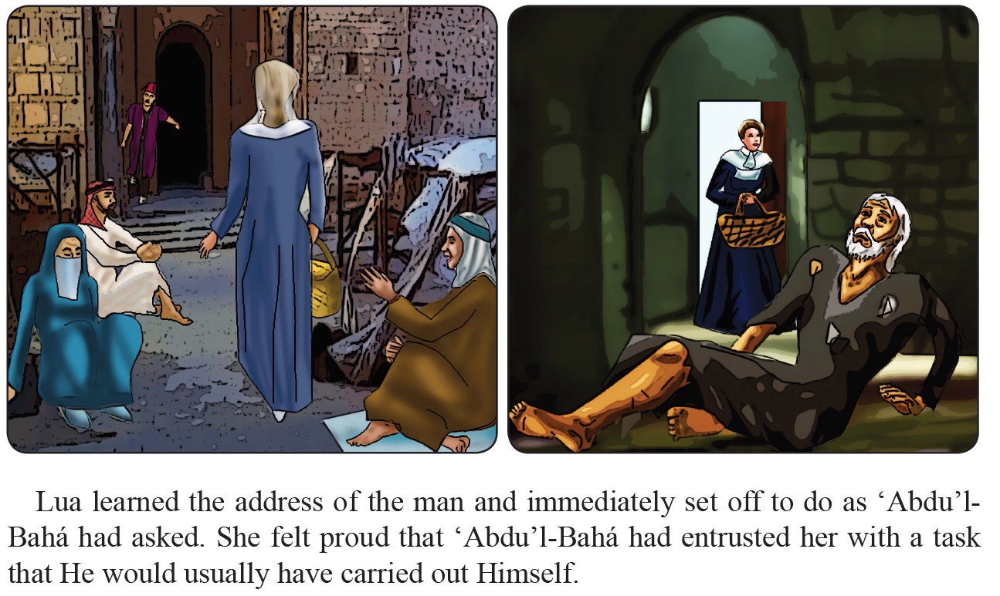 Lua learned the address of the man and immediately set off to do as ‘Abdu’l-
Bahá had asked. She felt proud that ‘Abdu’l-Bahá had entrusted her with a task
that He would usually have carried out Himself.